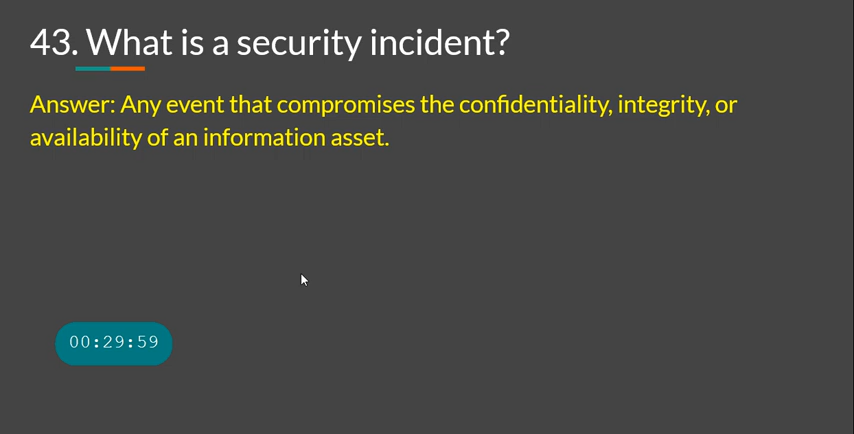 43. What is a security incident?
Answer: Any event that compromises the confidentiality, integrity, or
availability of an information asset.
00:29:59